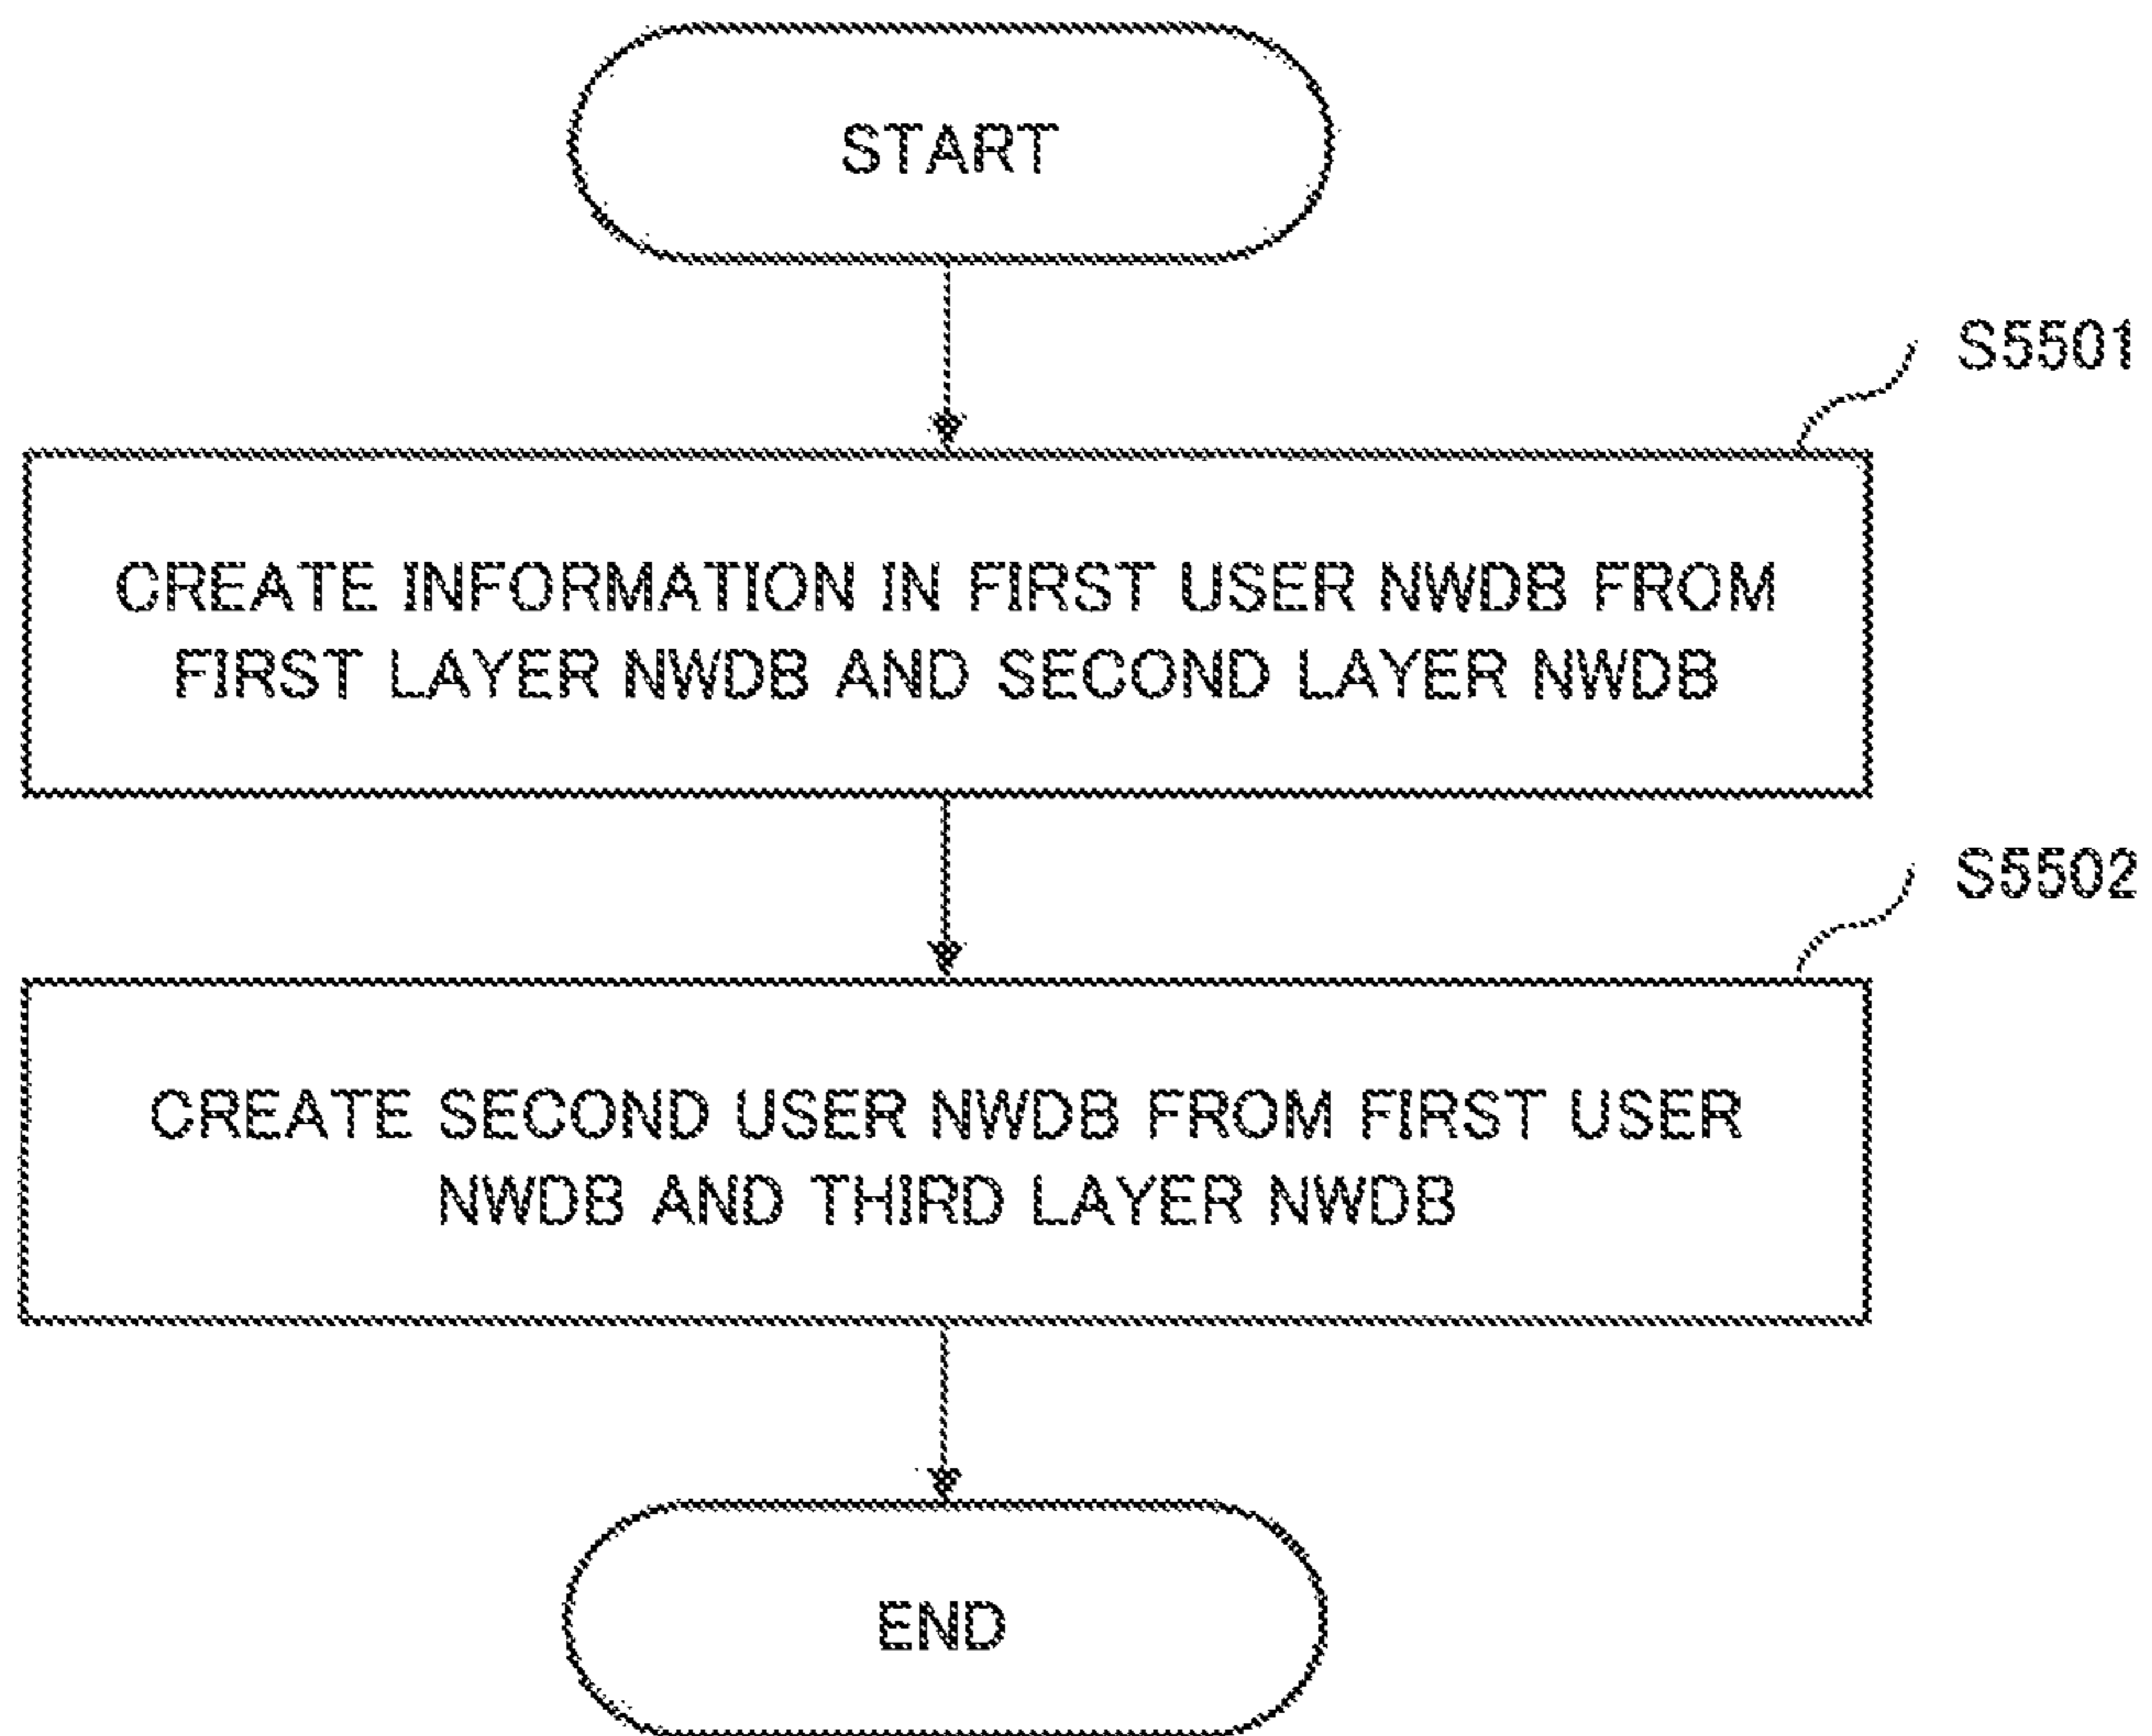 START
S5501
CREATE INFORMATION IN FIRST USER NWDB FROM
FIRST LAYER NWDB AND SECOND LAYER NWDB
S5502
CREATE SECOND USER NWDB FROM FIRST USER
NWDB AND THIRD LAYER NWDB
END